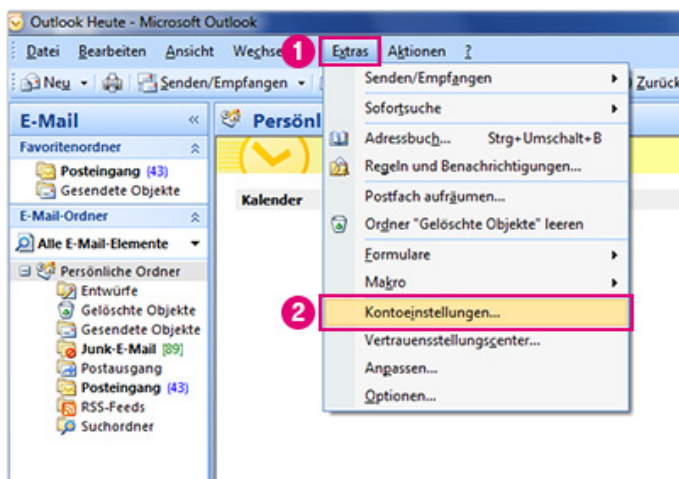 Outlook Heute - Microsoft Outlook
Datei Bearbeiten Ansicht Wechse 1 Extras Aktionen ?
Neu Senden/Empfangen Zurück
E-Mail «
Favoritenordner
Posteingang (43)
Gesendete Objekte
E-Mail-Ordner
Alle E-Mail-Elemente
Persönliche Ordner
Entwürfe
Gelöschte Objekte
Gesendete Objekte
Junk-E-Mail [89]
Postausgang
Posteingang (43)
RSS-Feeds
Suchordner
Persönl
Kalender
Senden/Empfangen
Sofortsuche
Adressbuch... Strg+Umschalt+B
Regeln und Benachrichtigungen...
Postfach aufräumen...
Ordner "Gelöschte Objekte" leeren
Formulare
Makro
2 Kontoeinstellungen...
Vertrauensstellungscenter...
Anpassen...
Optionen...